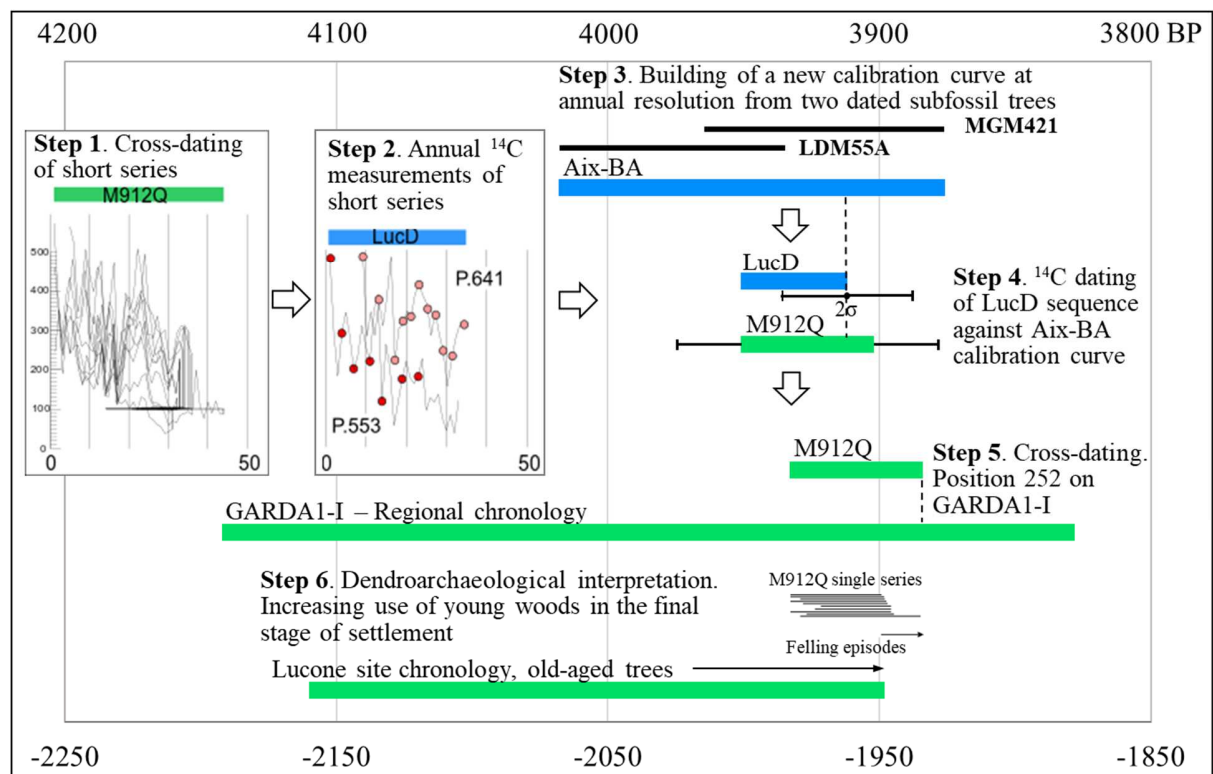 4200 4100 4000 3900 3800 BP
Step 3. Building of a new calibration curve at
annual resolution from two dated subfossil trees
MGM421
LDM55A
Aix-BA
Step 1. Cross-dating
of short series
M912Q
500
400
300
200
100
0
0 50
Step 2. Annual ¹⁴C
measurements of
short series
LucD
P.641
P.553
0 50
LucD
2σ
M912Q
Step 4. ¹⁴C dating
of LucD sequence
against Aix-BA
calibration curve
M912Q
Step 5. Cross-dating.
Position 252 on
GARDA1-I
GARDA1-I – Regional chronology
Step 6. Dendroarchaeological interpretation.
Increasing use of young woods in the final
stage of settlement
M912Q single series
Felling episodes
Lucone site chronology, old-aged trees
-2250 -2150 -2050 -1950 -1850